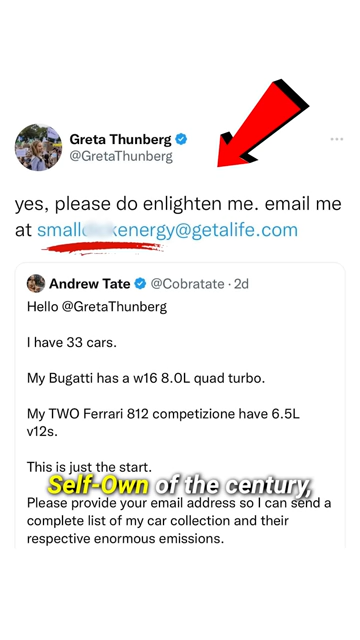 Greta Thunberg
@GretaThunberg
yes, please do enlighten me. email me
at small energy@getalife.com
Andrew Tate @Cobratate · 2d
Hello @GretaThunberg
I have 33 cars.
My Bugatti has a w16 8.0L quad turbo.
My TWO Ferrari 812 competizione have 6.5L
v12s.
This is just the start.
Self-Own of the century,
Please provide your email address so I can send a
complete list of my car collection and their
respective enormous emissions.